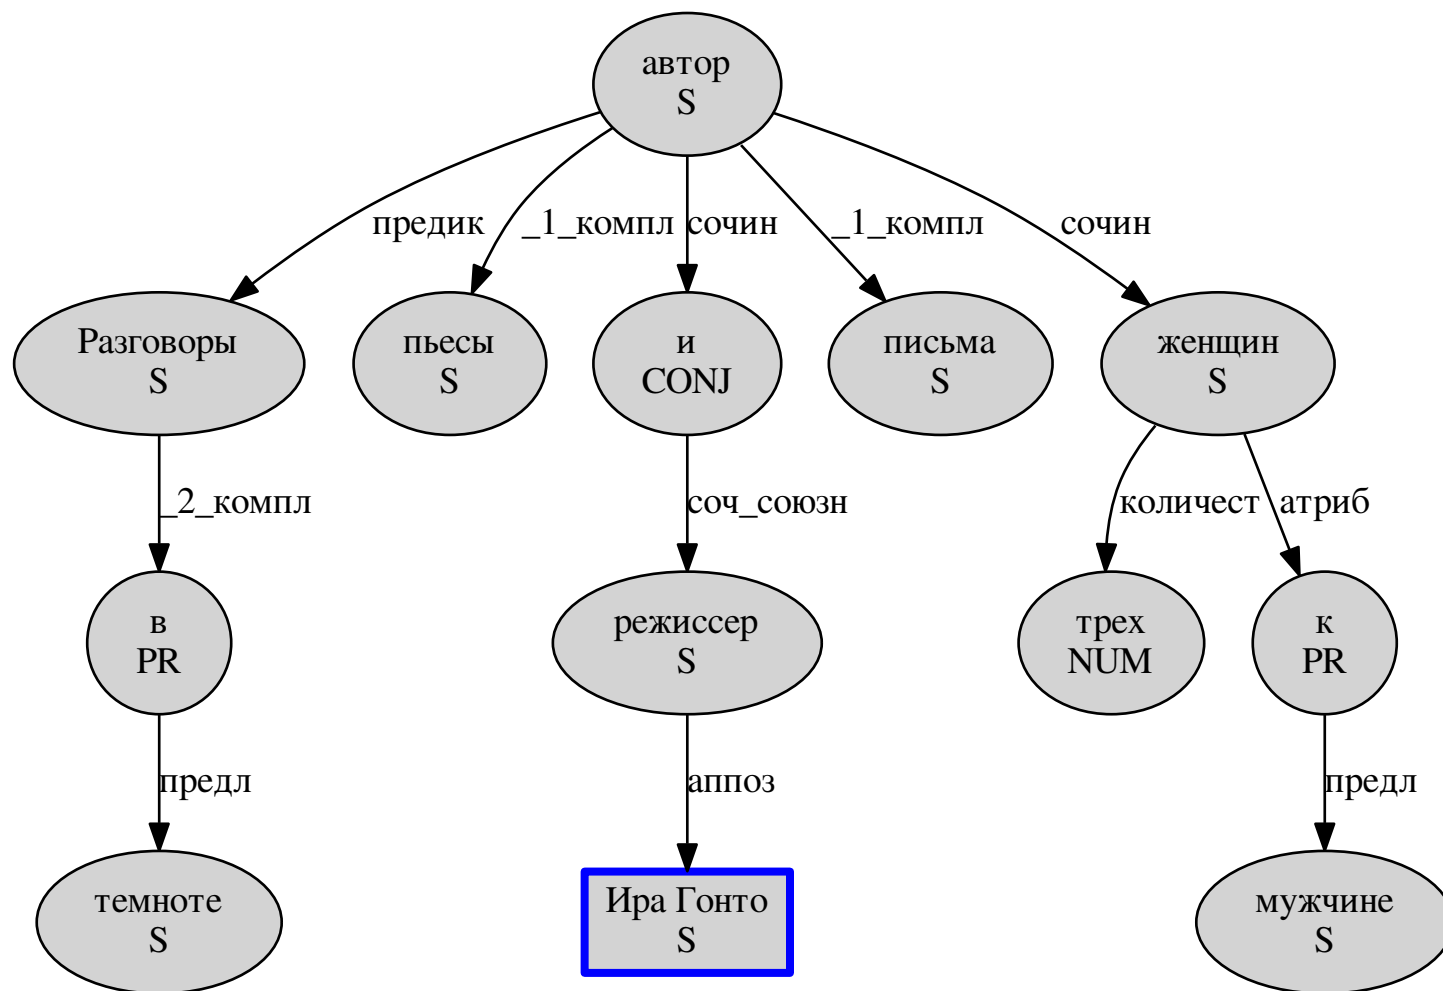 автор
S
предик
_1_компл
сочин
_1_компл
сочин
Разговоры
S
пьесы
S
и
CONJ
письма
S
женщин
S
_2_компл
соч_союзн
количест
атриб
в
PR
режиссер
S
трех
NUM
к
PR
предл
аппоз
предл
темноте
S
Ира Гонто
S
мужчине
S